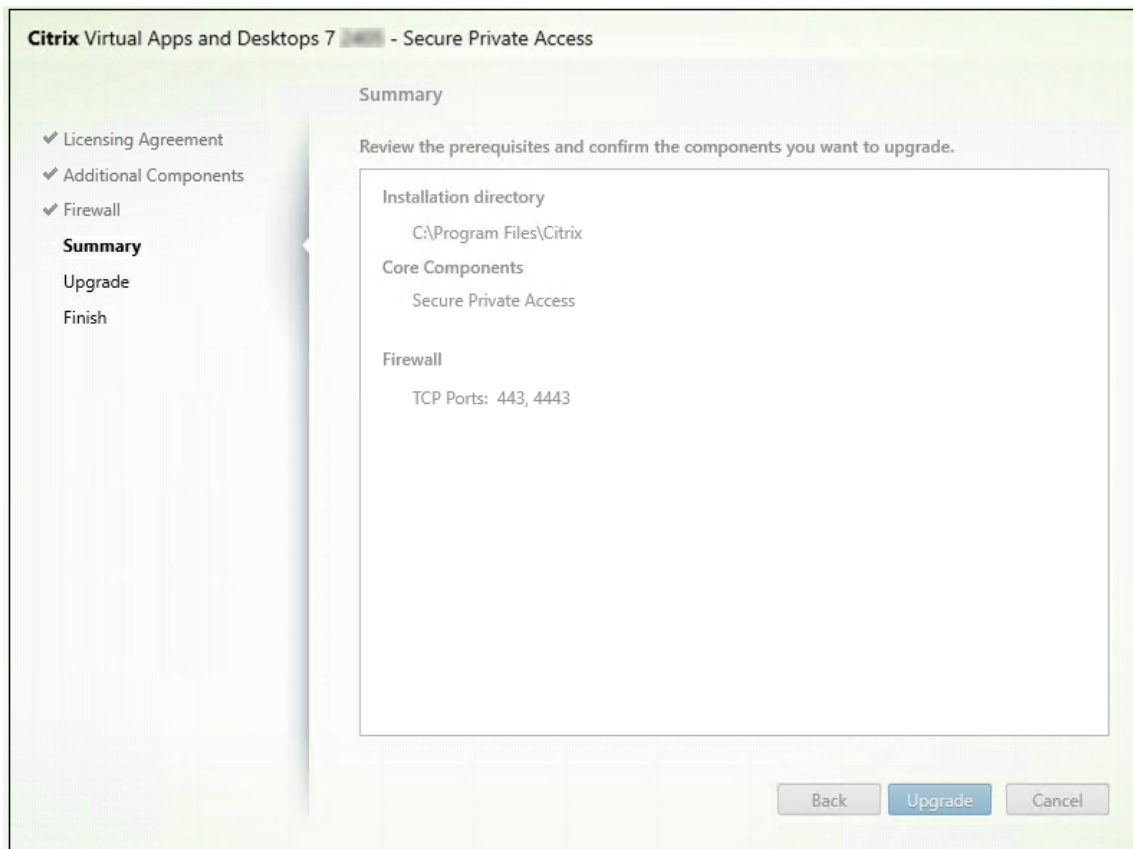 Citrix Virtual Apps and Desktops 7 - Secure Private Access
Summary
Licensing Agreement
Additional Components
Firewall
Summary
Upgrade
Finish
Review the prerequisites and confirm the components you want to upgrade.
Installation directory
C:\Program Files\Citrix
Core Components
Secure Private Access
Firewall
TCP Ports: 443, 4443
Back
Upgrade
Cancel